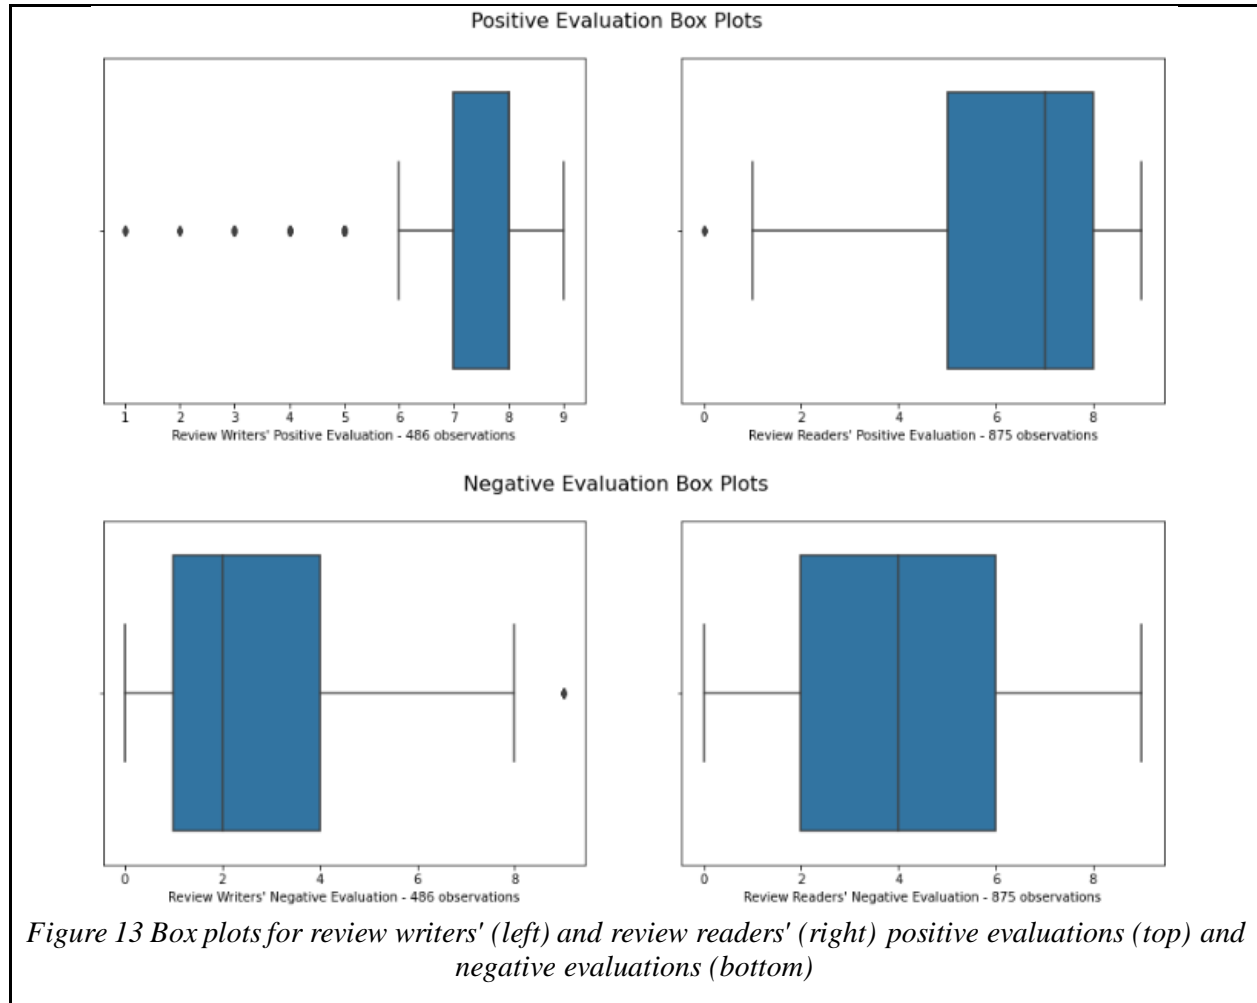 Positive Evaluation Box Plots
1 2 3 4 5 6 7 8 9
Review Writers' Positive Evaluation - 486 observations
0 2 4 6 8
Review Readers' Positive Evaluation - 875 observations
Negative Evaluation Box Plots
0 2 4 6 8
Review Writers' Negative Evaluation - 486 observations
0 2 4 6 8
Review Readers' Negative Evaluation - 875 observations
Figure 13 Box plots for review writers' (left) and review readers' (right) positive evaluations (top) and
negative evaluations (bottom)